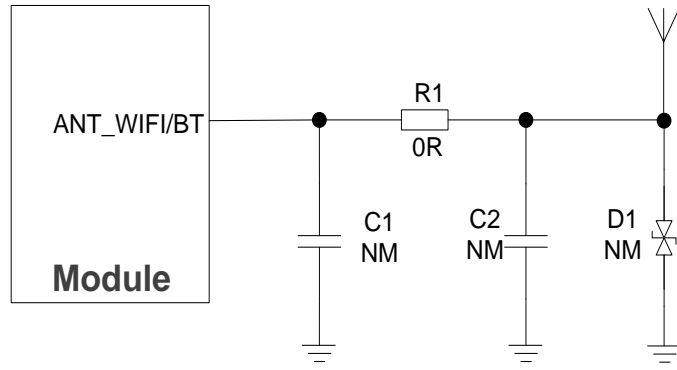 R1
ANT_WIFI/BT
0R
C1
NM
C2
NM
D1
NM
Module